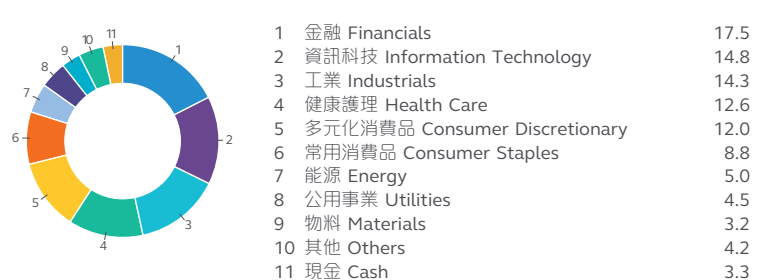 1 金融 Financials 17.5
2 資訊科技 Information Technology 14.8
3 工業 Industrials 14.3
4 健康護理 Health Care 12.6
5 多元化消費品 Consumer Discretionary 12.0
6 常用消費品 Consumer Staples 8.8
7 能源 Energy 5.0
8 公用事業 Utilities 4.5
9 物料 Materials 3.2
10 其他 Others 4.2
11 現金 Cash 3.3
1
2
3
4
5
6
7
8
9
10
11